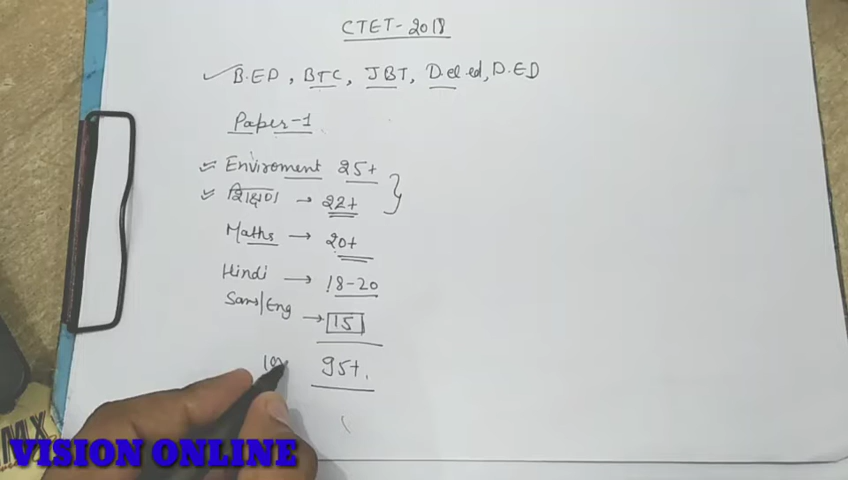 CTET-2018
B.ED, BTC, JBT, D.el.ed, D.ED
Paper-1
Enviroment 25+
शिक्षण → 22+
Maths → 20+
Hindi → 18-20
Sans/Eng → 15
95+
MX
VISION ONLINE